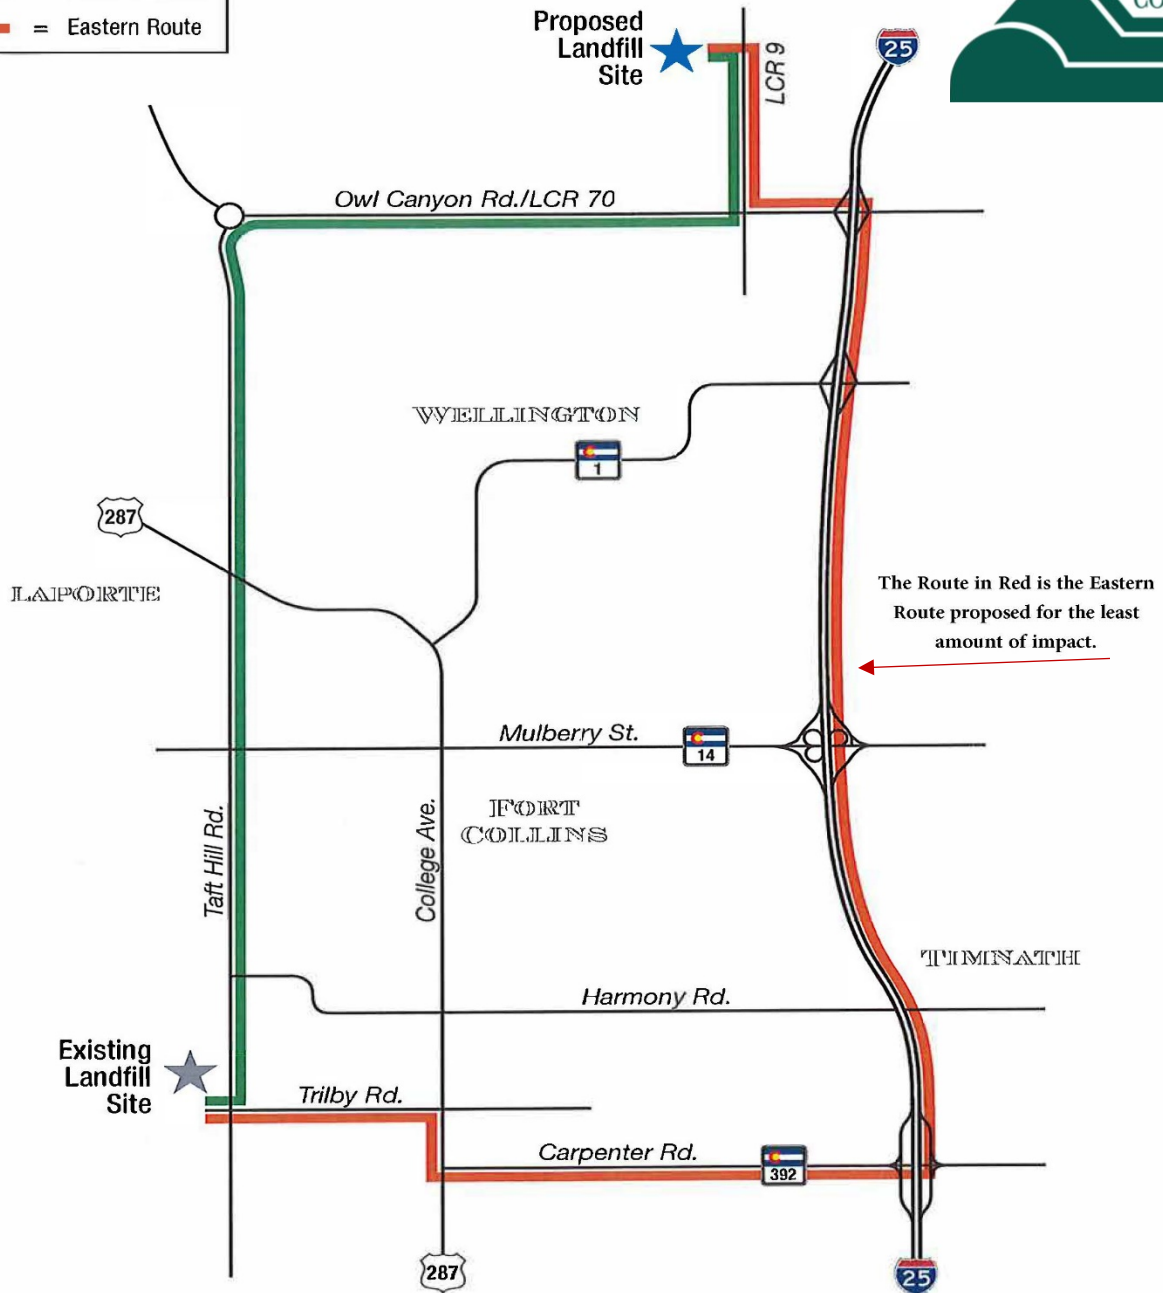 = Eastern Route
Proposed
Landfill
Site
LCR 9
25
Owl Canyon Rd./LCR 70
WELLINGTON
1
287
LAPORTE
The Route in Red is the Eastern
Route proposed for the least
amount of impact.
Mulberry St.
14
FORT
COLLINS
Taft Hill Rd.
College Ave.
TIMNATH
Harmony Rd.
Existing
Landfill
Site
Trilby Rd.
Carpenter Rd.
392
287
25